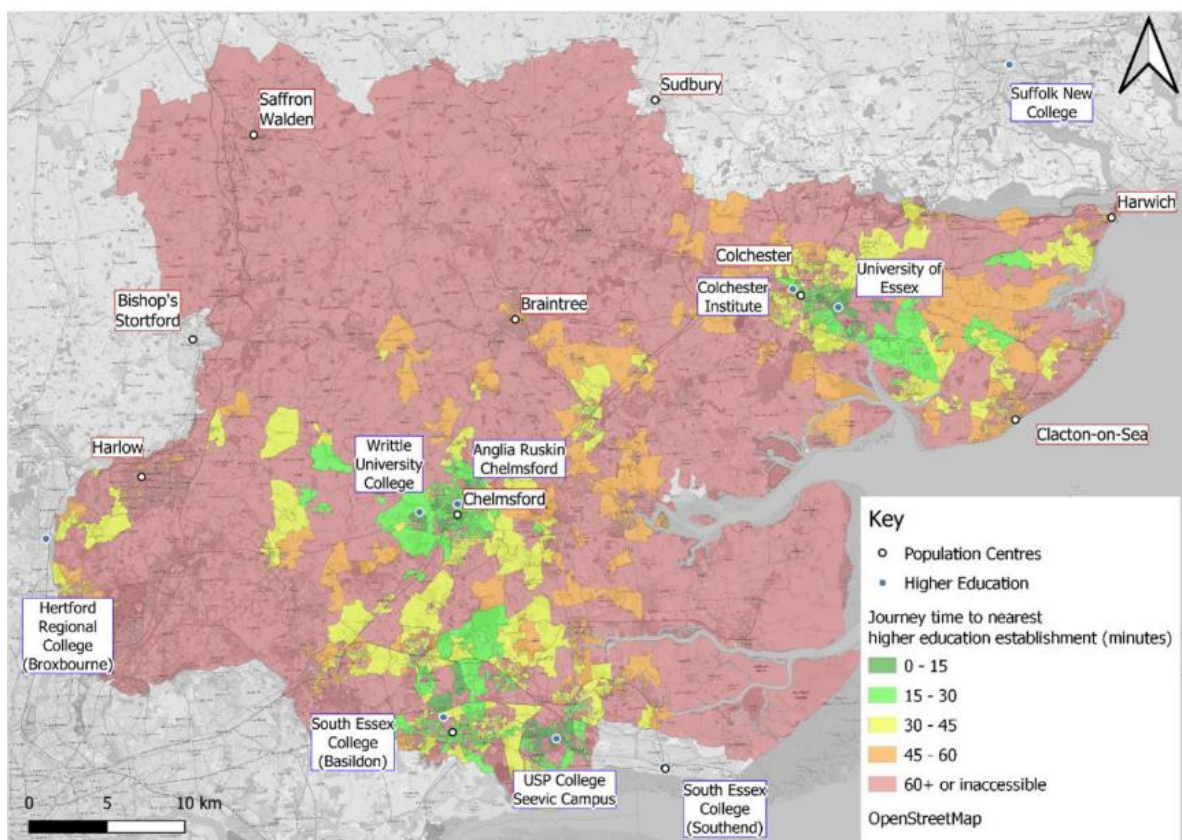 Sudbury
Saffron
Walden
Suffolk New
College
Harwich
Colchester
University of
Essex
Colchester
Institute
Bishop's
Stortford
Braintree
Harlow
Writtle
University
College
Anglia Ruskin
Chelmsford
Chelmsford
Clacton-on-Sea
Hertford
Regional
College
(Broxbourne)
South Essex
College
(Basildon)
USP College
Seevic Campus
South Essex
College
(Southend)
Key
Population Centres
Higher Education
Journey time to nearest
higher education establishment (minutes)
0 - 15
15 - 30
30 - 45
45 - 60
60+ or inaccessible
OpenStreetMap
0 5 10 km